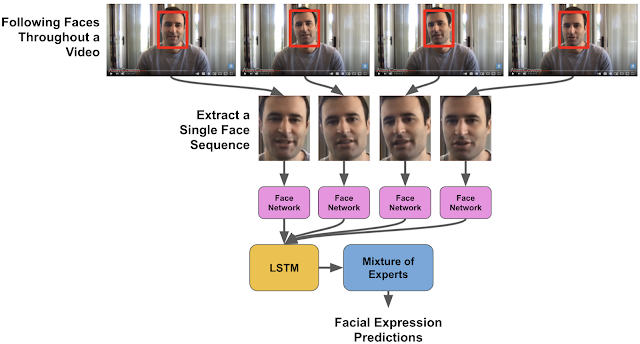 Following Faces
Throughout a
Video
Extract a
Single Face
Sequence
Face
Network
Face
Network
Face
Network
Face
Network
LSTM
Mixture of
Experts
Facial Expression
Predictions